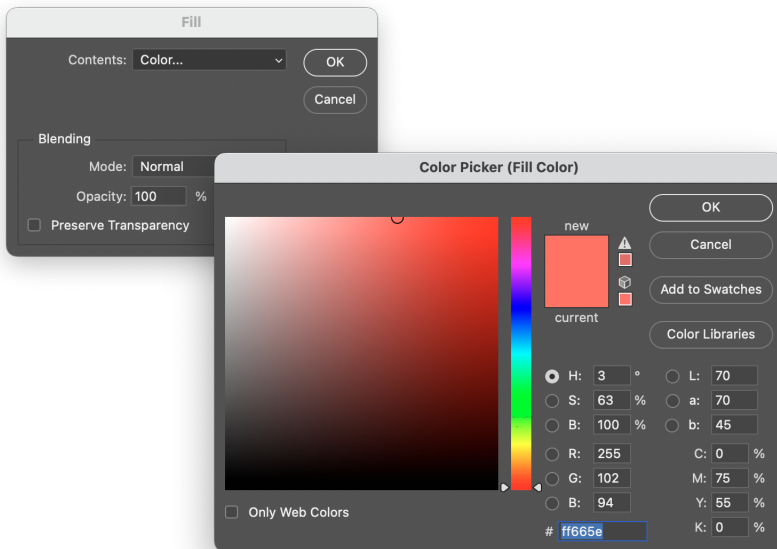 Fill
Contents: Color... OK
Cancel
Blending
Mode: Normal
Opacity: 100 %
Preserve Transparency
Color Picker (Fill Color)
new
current
OK
Cancel
Add to Swatches
Color Libraries
H: 3 ° L: 70
S: 63 % a: 70
B: 100 % b: 45
R: 255 C: 0 %
G: 102 M: 75 %
B: 94 Y: 55 %
Only Web Colors
# ff665e K: 0 %